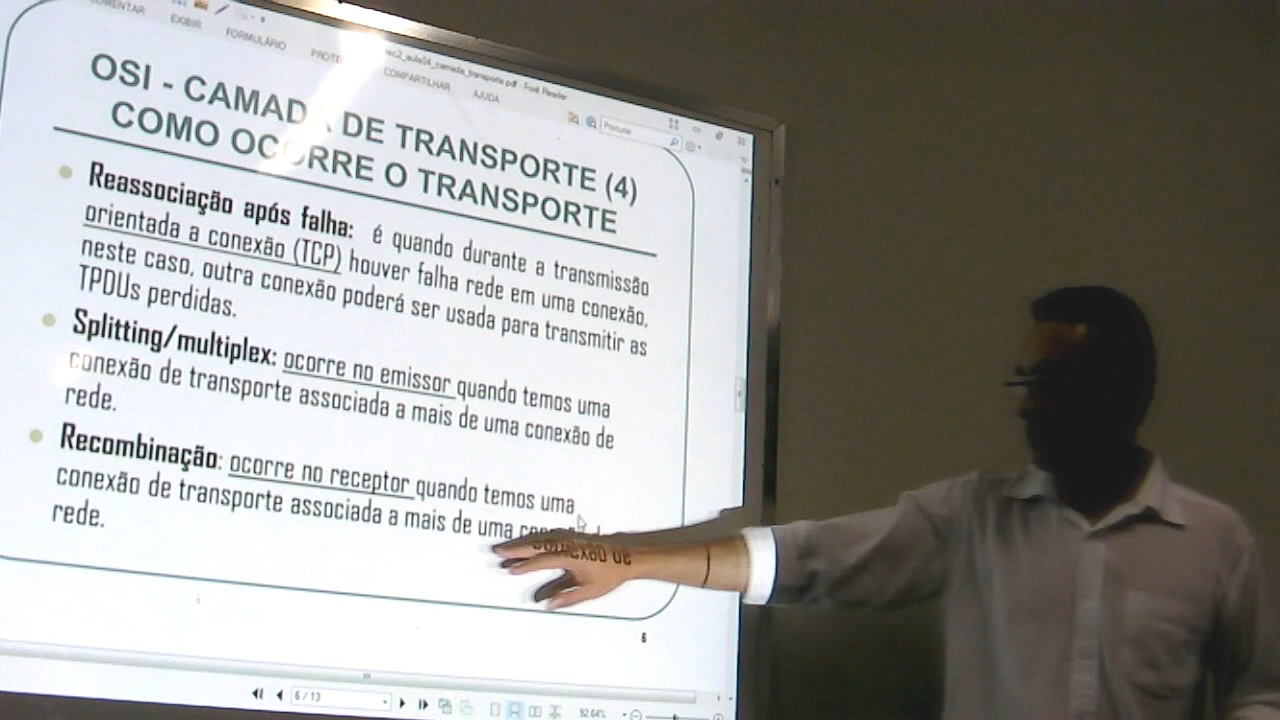 EXIBIR
FORMULÁRIO
COMPARTILHAR
AJUDA
Procurar
OSI - CAMADA DE TRANSPORTE (4)
COMO OCORRE O TRANSPORTE
Reassociação após falha: é quando durante a transmissão
orientada a conexão (TCP) houver falha rede em uma conexão,
neste caso, outra conexão poderá ser usada para transmitir as
TPDUs perdidas.
Splitting/multiplex: ocorre no emissor quando temos uma
conexão de transporte associada a mais de uma conexão de
rede.
Recombinação: ocorre no receptor quando temos uma
conexão de transporte associada a mais de uma conexão de
rede.
6
6 / 13
92.64%